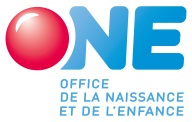 ONE
OFFICE
DE LA NAISSANCE
ET DE L'ENFANCE